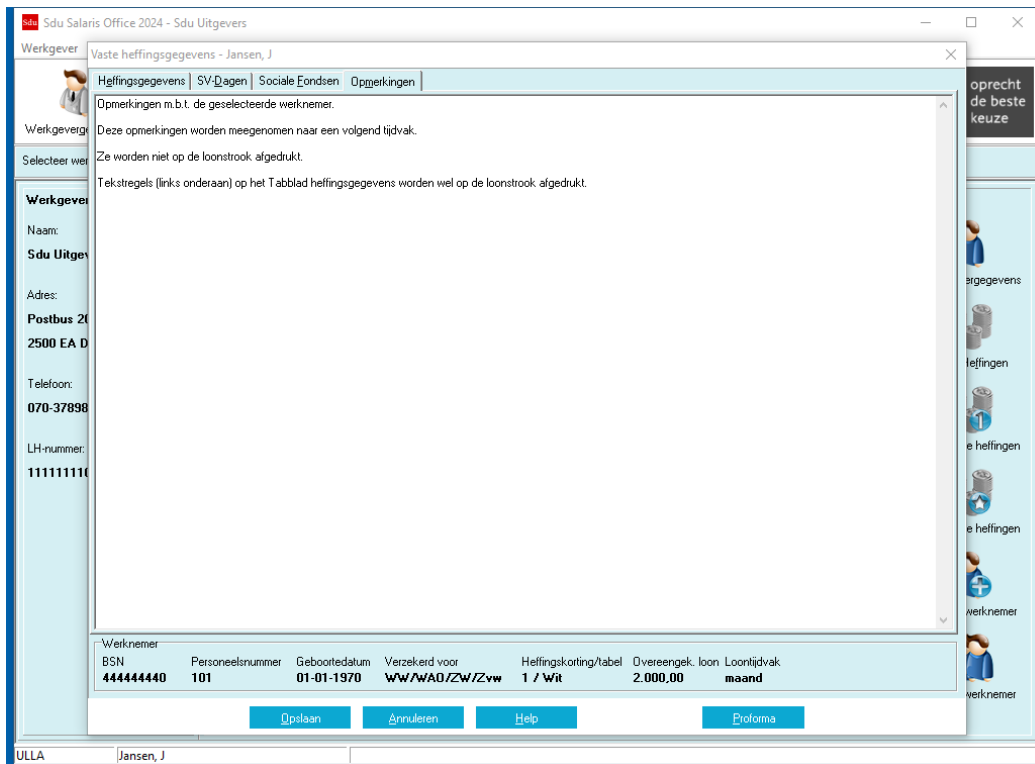 Sdu Sdu Salaris Office 2024 - Sdu Uitgevers
Werkgever
Vaste heffingsgegevens - Jansen, J
Heffingsgegevens SV-Dagen Sociale Fondsen Opmerkingen
Opmerkingen m.b.t. de geselecteerde werknemer.
Deze opmerkingen worden meegenomen naar een volgend tijdvak.
Ze worden niet op de loonstrook afgedrukt.
Tekstregels (links onderaan) op het Tabblad heffingsgegevens worden wel op de loonstrook afgedrukt.
oprecht
de beste
keuze
Werkgeverge
Selecteer wer
Werkgever
Naam:
Sdu Uitgev
Adres:
Postbus 20
2500 EA D
Telefoon:
070-37898
LH-nummer:
1111111110
ergegevens
Heffingen
1
e heffingen
e heffingen
werknemer
werknemer
Werknemer
BSN Personeelsnummer Geboortedatum Verzekerd voor Heffingskorting/tabel Overeengek. loon Loontijdvak
444444440 101 01-01-1970 WW/WAO/ZW/Zvw 1 / Wit 2.000,00 maand
Opslaan Annuleren Help Proforma
ULLA Jansen, J